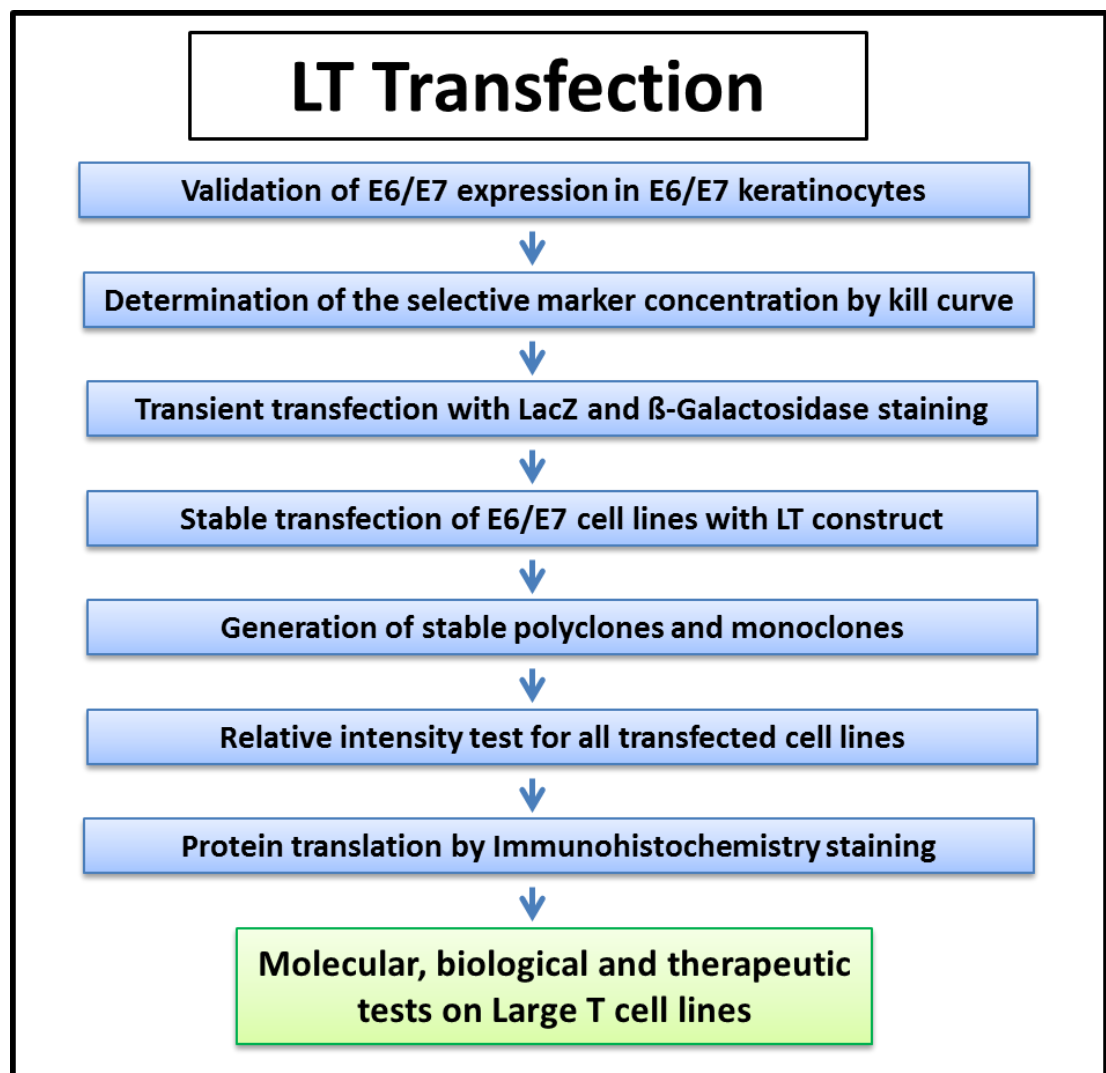 LT Transfection
Validation of E6/E7 expression in E6/E7 keratinocytes
Determination of the selective marker concentration by kill curve
Transient transfection with LacZ and ß-Galactosidase staining
Stable transfection of E6/E7 cell lines with LT construct
Generation of stable polyclones and monoclones
Relative intensity test for all transfected cell lines
Protein translation by Immunohistochemistry staining
Molecular, biological and therapeutic
tests on Large T cell lines